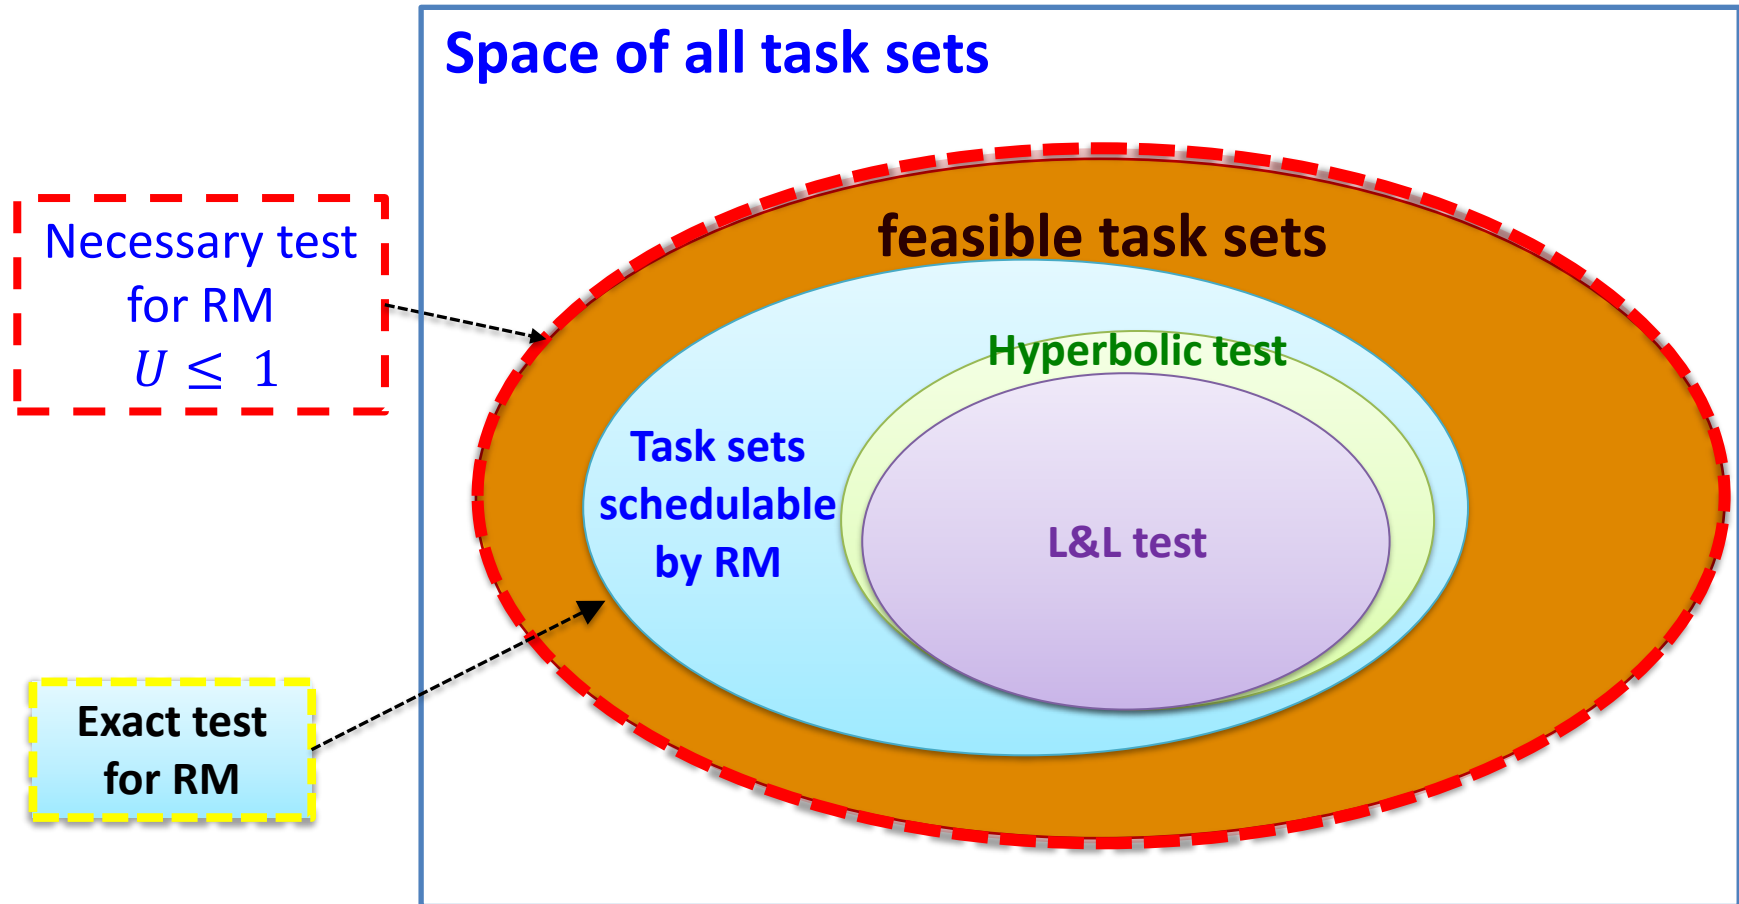 Space of all task sets
feasible task sets
Necessary test
for RM
U ≤ 1
Hyperbolic test
Task sets
schedulable
by RM
L&L test
Exact test
for RM